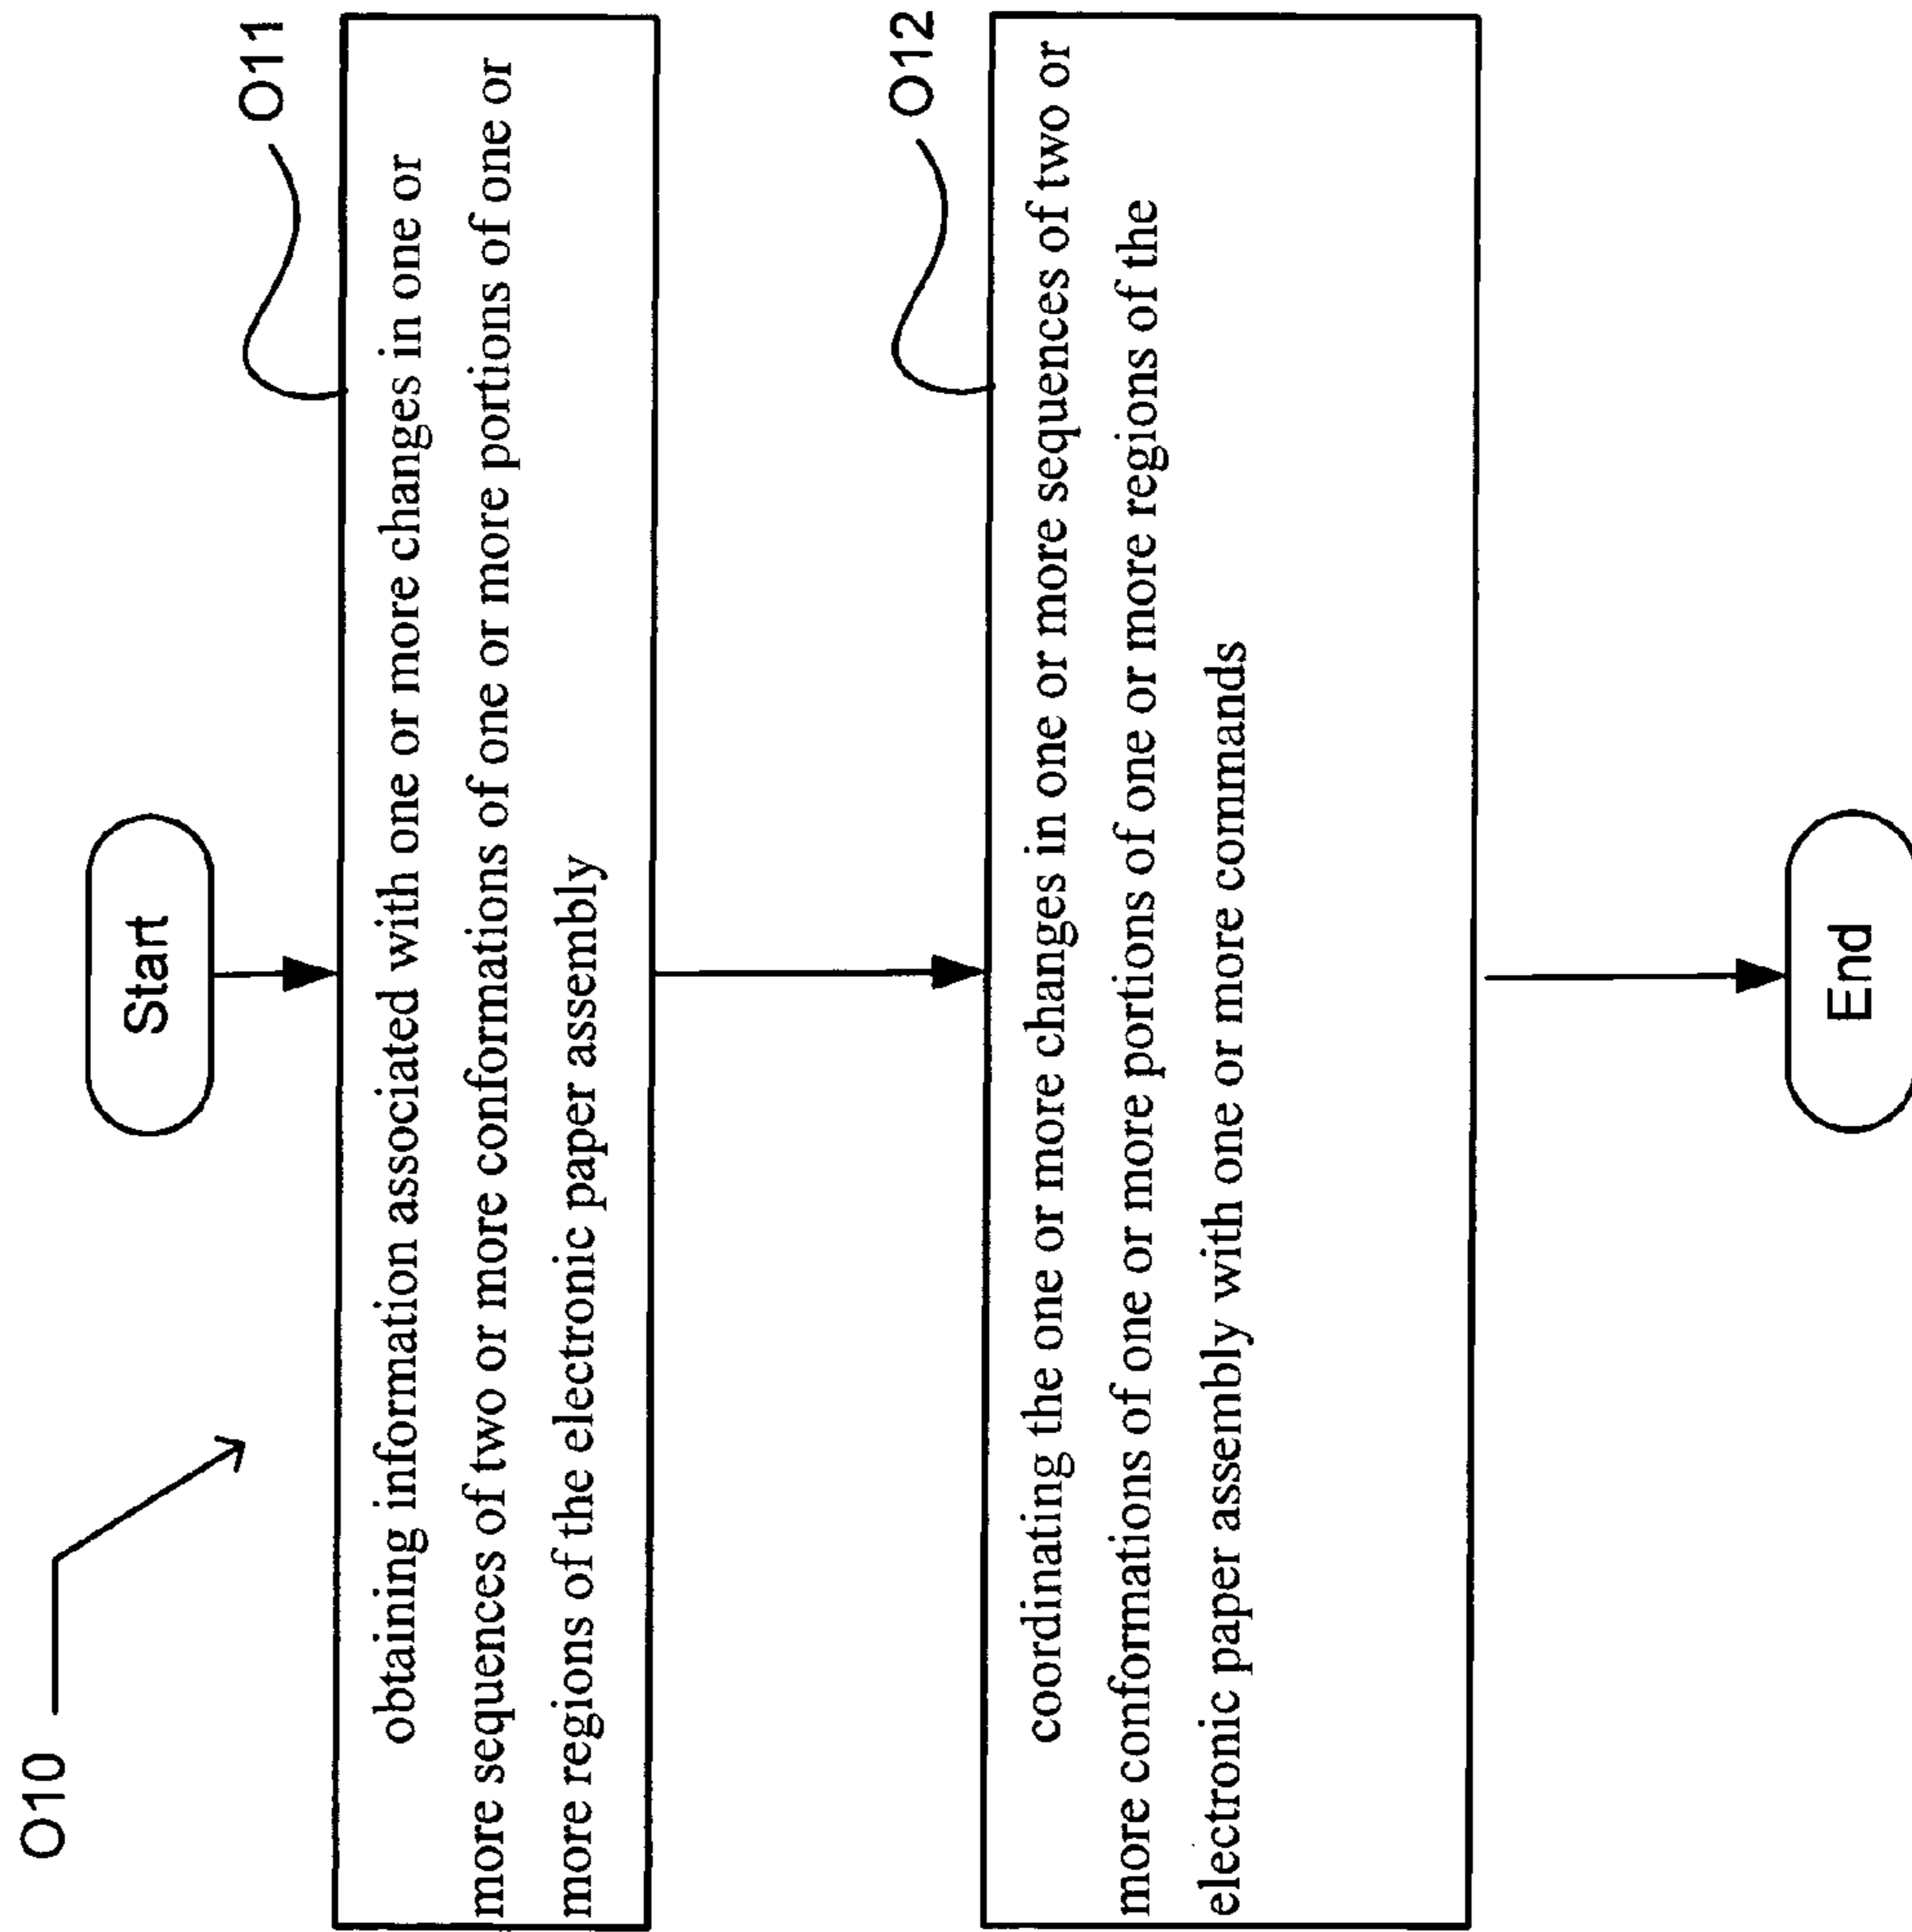 O10
Start
O11
obtaining information associated with one or more changes in one or
more sequences of two or more conformations of one or more portions of one or
more regions of the electronic paper assembly
O12
coordinating the one or more changes in one or more sequences of two or
more conformations of one or more portions of one or more regions of the
electronic paper assembly with one or more commands
End